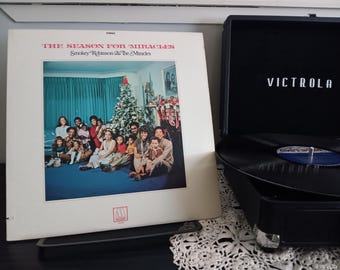 THE SEASON FOR MIRACLES
Smokey Robinson & The Miracles
VICTROLA